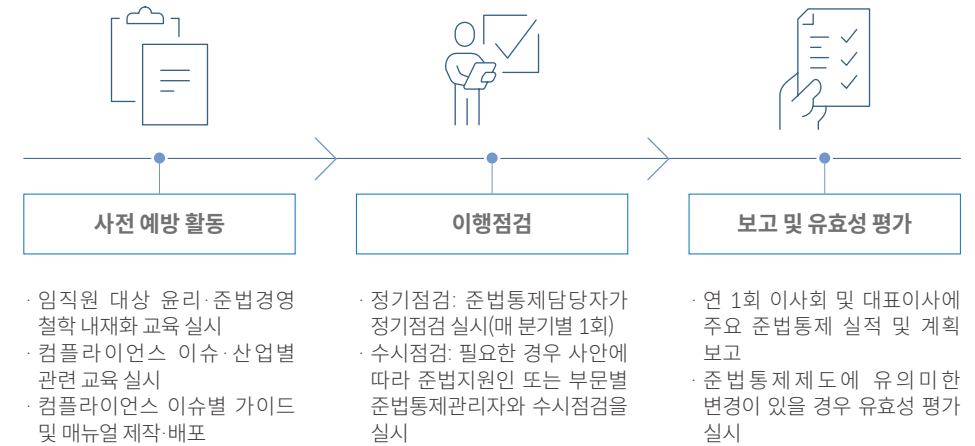 사전 예방 활동
· 임직원 대상 윤리·준법경영
철학 내재화 교육 실시
· 컴플라이언스 이슈·산업별
관련 교육 실시
· 컴플라이언스 이슈별 가이드
및 매뉴얼 제작·배포
이행점검
· 정기점검: 준법통제담당자가
정기점검 실시(매 분기별 1회)
· 수시점검: 필요한 경우 사안에
따라 준법지원인 또는 부문별
준법통제관리자와 수시점검을
실시
보고 및 유효성 평가
· 연 1회 이사회 및 대표이사에
주요 준법통제 실적 및 계획
보고
· 준법통제제도에 유의미한
변경이 있을 경우 유효성 평가
실시